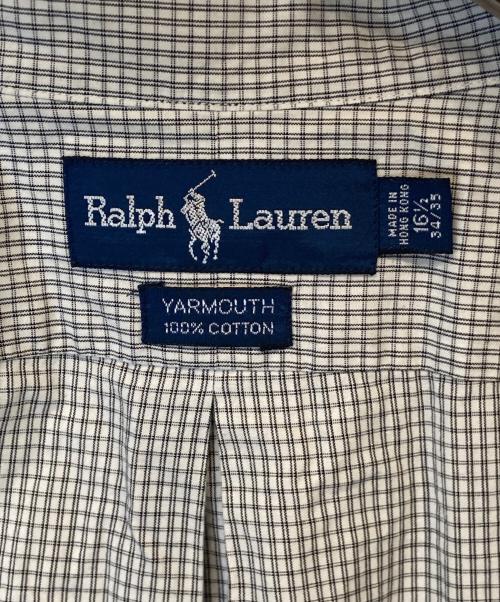 Ralph Lauren
MADE IN
HONG KONG
16½
34/35
YARMOUTH
100% COTTON